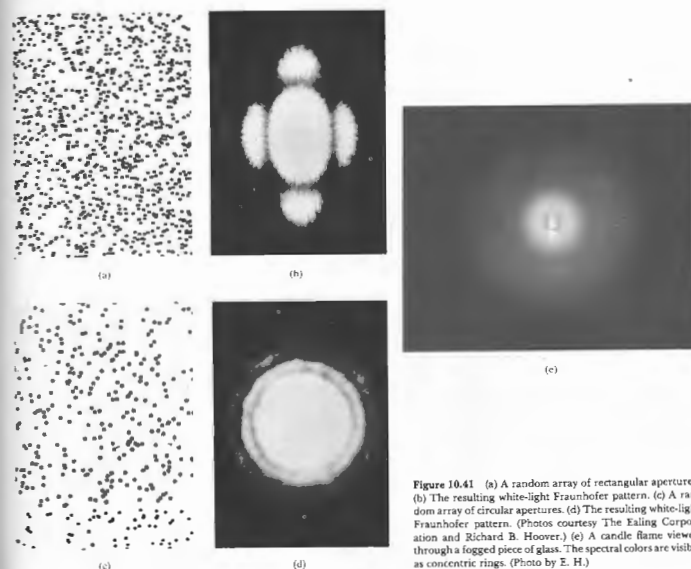 (a)
(b)
(e)
(c)
(d)
Figure 10.41 (a) A random array of rectangular aperture
(b) The resulting white-light Fraunhofer pattern. (c) A ra
dom array of circular apertures. (d) The resulting white-lig
Fraunhofer pattern. (Photos courtesy The Ealing Corpo
ation and Richard B. Hoover.) (e) A candle flame viewe
through a fogged piece of glass. The spectral colors are visib
as concentric rings. (Photo by E. H.)